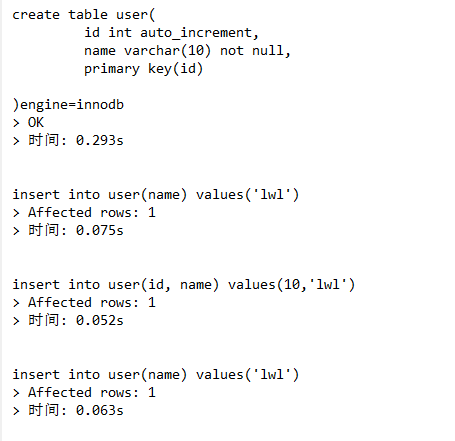 create table user(
id int auto_increment,
name varchar(10) not null,
primary key(id)
)engine=innodb
> OK
> 时间: 0.293s
insert into user(name) values('lwl')
> Affected rows: 1
> 时间: 0.075s
insert into user(id, name) values(10,'lwl')
> Affected rows: 1
> 时间: 0.052s
insert into user(name) values('lwl')
> Affected rows: 1
> 时间: 0.063s